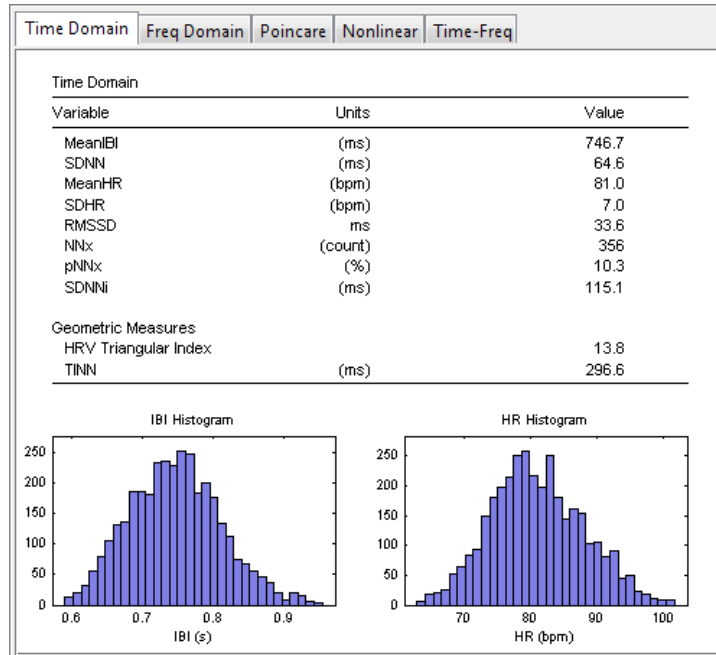 Time Domain Freq Domain Poincare Nonlinear Time-Freq
Time Domain
Variable Units Value
MeanIBI (ms) 746.7
SDNN (ms) 64.6
MeanHR (bpm) 81.0
SDHR (bpm) 7.0
RMSSD ms 33.6
NNx (count) 356
pNNx (%) 10.3
SDNNi (ms) 115.1
Geometric Measures
HRV Triangular Index 13.8
TINN (ms) 296.6
IBI Histogram
250
200
150
100
50
0
0.6 0.7 0.8 0.9
IBI (s)
HR Histogram
250
200
150
100
50
0
70 80 90 100
HR (bpm)